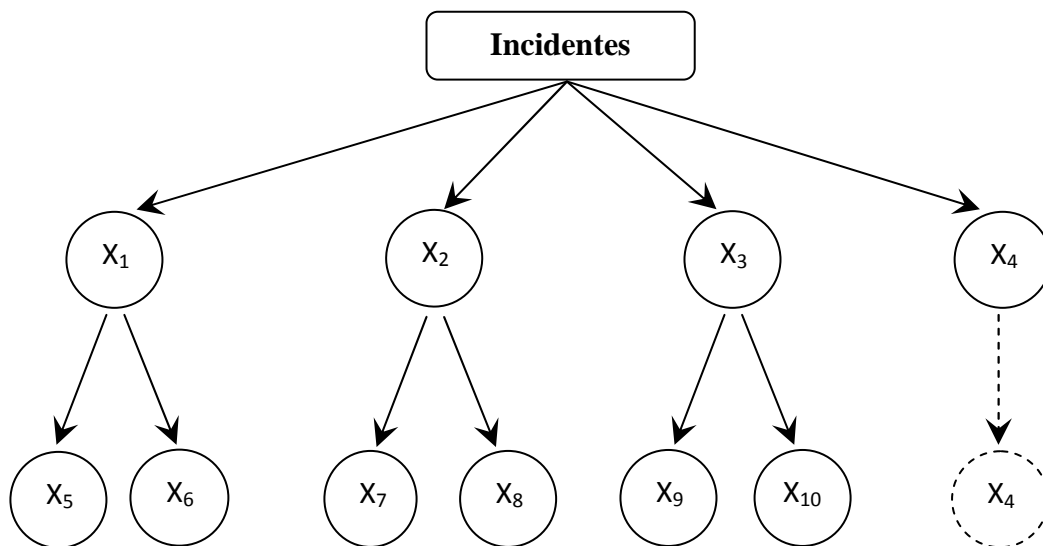 Incidentes
X₁ X₂ X₃ X₄
X₅ X₆ X₇ X₈ X₉ X₁₀ X₄